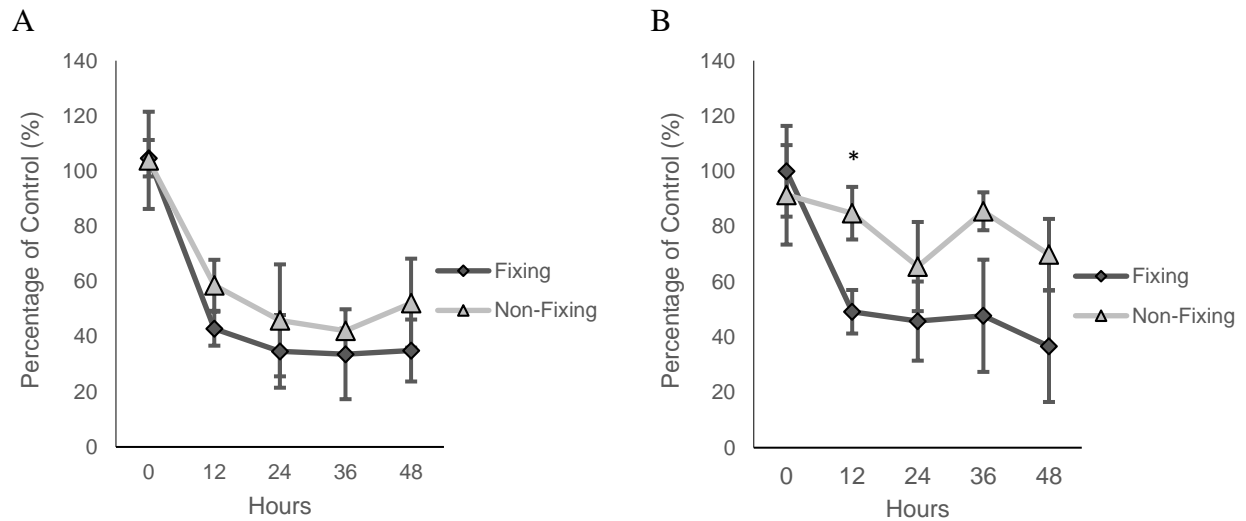 A
Percentage of Control (%)
140
120
100
80
60
40
20
0
0 12 24 36 48
Hours
Fixing
Non-Fixing
B
Percentage of Control (%)
140
120
100
80
60
40
20
0
*
0 12 24 36 48
Hours
Fixing
Non-Fixing